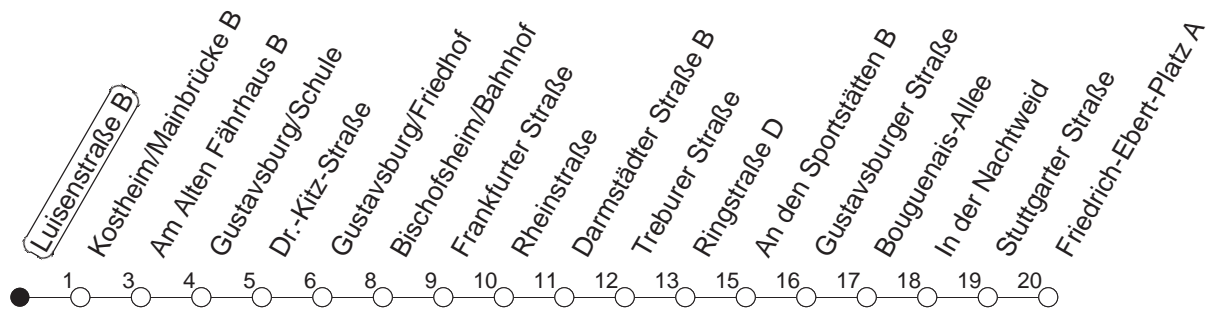 Luisenstraße B
Kostheim/Mainbrücke B
Am Alten Fährhaus B
Gustavsburg/Schule
Dr.-Kitz-Straße
Gustavsburg/Friedhof
Bischofsheim/Bahnhof
Frankfurter Straße
Rheinstraße
Darmstädter Straße B
Treburer Straße
Ringstraße D
An den Sportstätten B
Gustavsburger Straße
Bouguenais-Allee
In der Nachtweid
Stuttgarter Straße
Friedrich-Ebert-Platz A
1 3 4 5 6 8 9 10 11 12 13 15 16 17 18 19 20